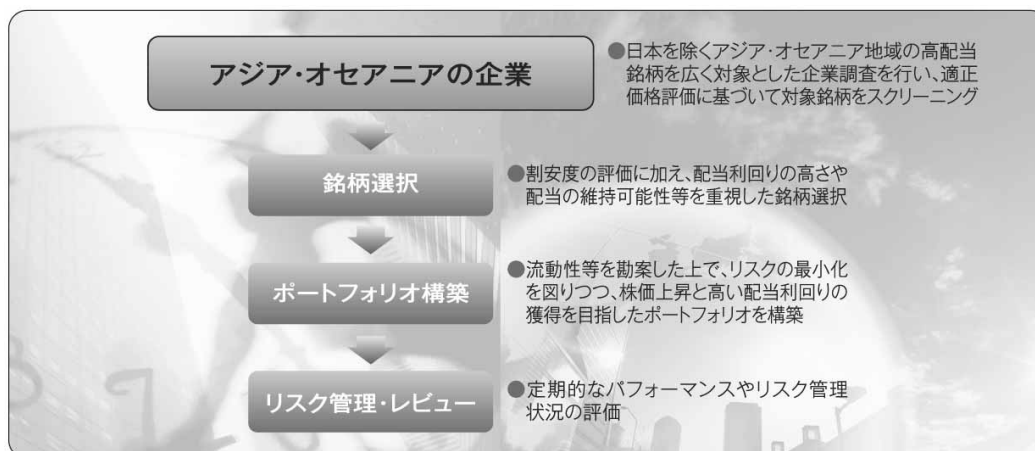 アジア・オセアニアの企業
●日本を除くアジア・オセアニア地域の高配当
銘柄を広く対象とした企業調査を行い、適正
価格評価に基づいて対象銘柄をスクリーニング
銘柄選択
●割安度の評価に加え、配当利回りの高さや
配当の維持可能性等を重視した銘柄選択
ポートフォリオ構築
●流動性等を勘案した上で、リスクの最小化
を図りつつ、株価上昇と高い配当利回りの
獲得を目指したポートフォリオを構築
リスク管理・レビュー
●定期的なパフォーマンスやリスク管理
状況の評価